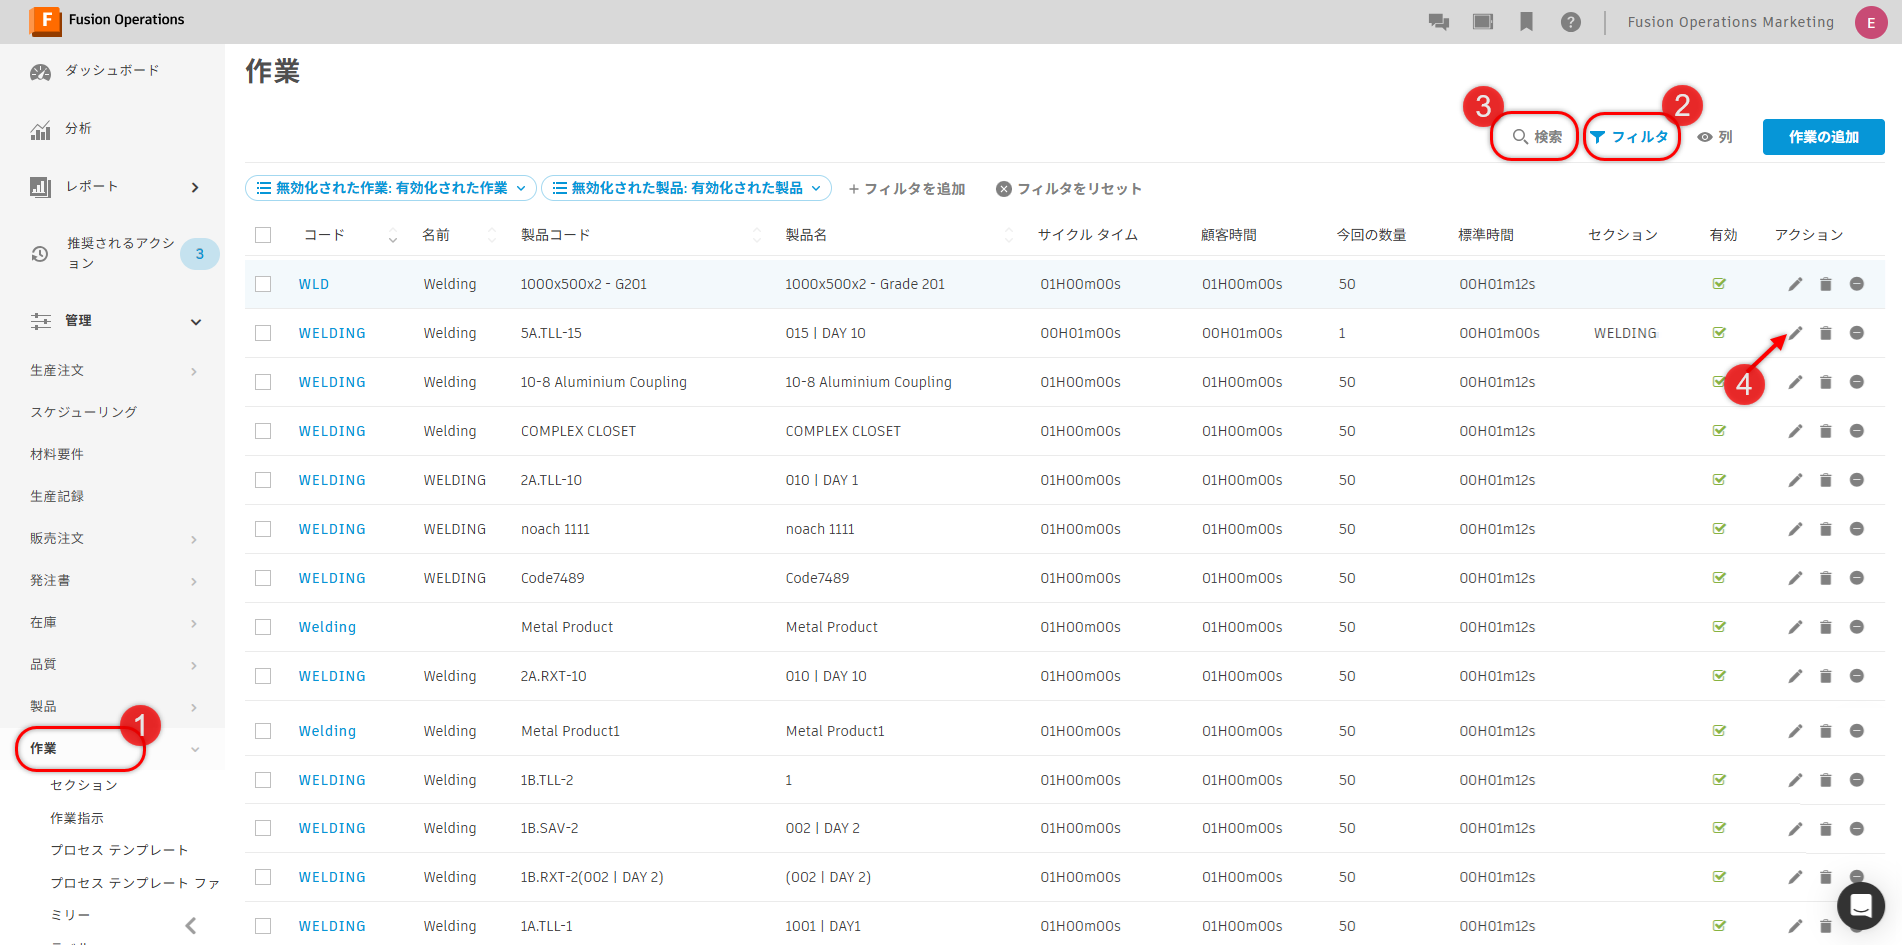 F Fusion Operations
Fusion Operations Marketing E
ダッシュボード
分析
レポート
推奨されるアクシ
ョン
3
管理
生産注文
スケジューリング
材料要件
生産記録
販売注文
発注書
在庫
品質
製品
1
作業
セクション
作業指示
プロセス テンプレート
プロセス テンプレート ファ
ミリー
作業
3 2
検索 フィルタ 列 作業の追加
無効化された作業: 有効化された作業 無効化された製品: 有効化された製品 + フィルタを追加 フィルタをリセット
コード 名前 製品コード 製品名 サイクル タイム 顧客時間 今回の数量 標準時間 セクション 有効 アクション
WLD Welding 1000x500x2 - G201 1000x500x2 - Grade 201 01H00m00s 01H00m00s 50 00H01m12s
WELDING Welding 5A.TLL-15 015 | DAY 10 00H01m00s 00H01m00s 1 00H01m00s WELDING
4
WELDING Welding 10-8 Aluminium Coupling 10-8 Aluminium Coupling 01H00m00s 01H00m00s 50 00H01m12s
WELDING Welding COMPLEX CLOSET COMPLEX CLOSET 01H00m00s 01H00m00s 50 00H01m12s
WELDING WELDING 2A.TLL-10 010 | DAY 1 01H00m00s 01H00m00s 50 00H01m12s
WELDING WELDING noach 1111 noach 1111 01H00m00s 01H00m00s 50 00H01m12s
WELDING WELDING Code7489 Code7489 01H00m00s 01H00m00s 50 00H01m12s
Welding Metal Product Metal Product 01H00m00s 01H00m00s 50 00H01m12s
WELDING Welding 2A.RXT-10 010 | DAY 10 01H00m00s 01H00m00s 50 00H01m12s
Welding Welding Metal Product1 Metal Product1 01H00m00s 01H00m00s 50 00H01m12s
WELDING Welding 1B.TLL-2 1 01H00m00s 01H00m00s 50 00H01m12s
WELDING Welding 1B.SAV-2 002 | DAY 2 01H00m00s 01H00m00s 50 00H01m12s
WELDING Welding 1B.RXT-2(002 | DAY 2) (002 | DAY 2) 01H00m00s 01H00m00s 50 00H01m12s
WELDING Welding 1A.TLL-1 1001 | DAY1 01H00m00s 01H00m00s 50 00H01m12s